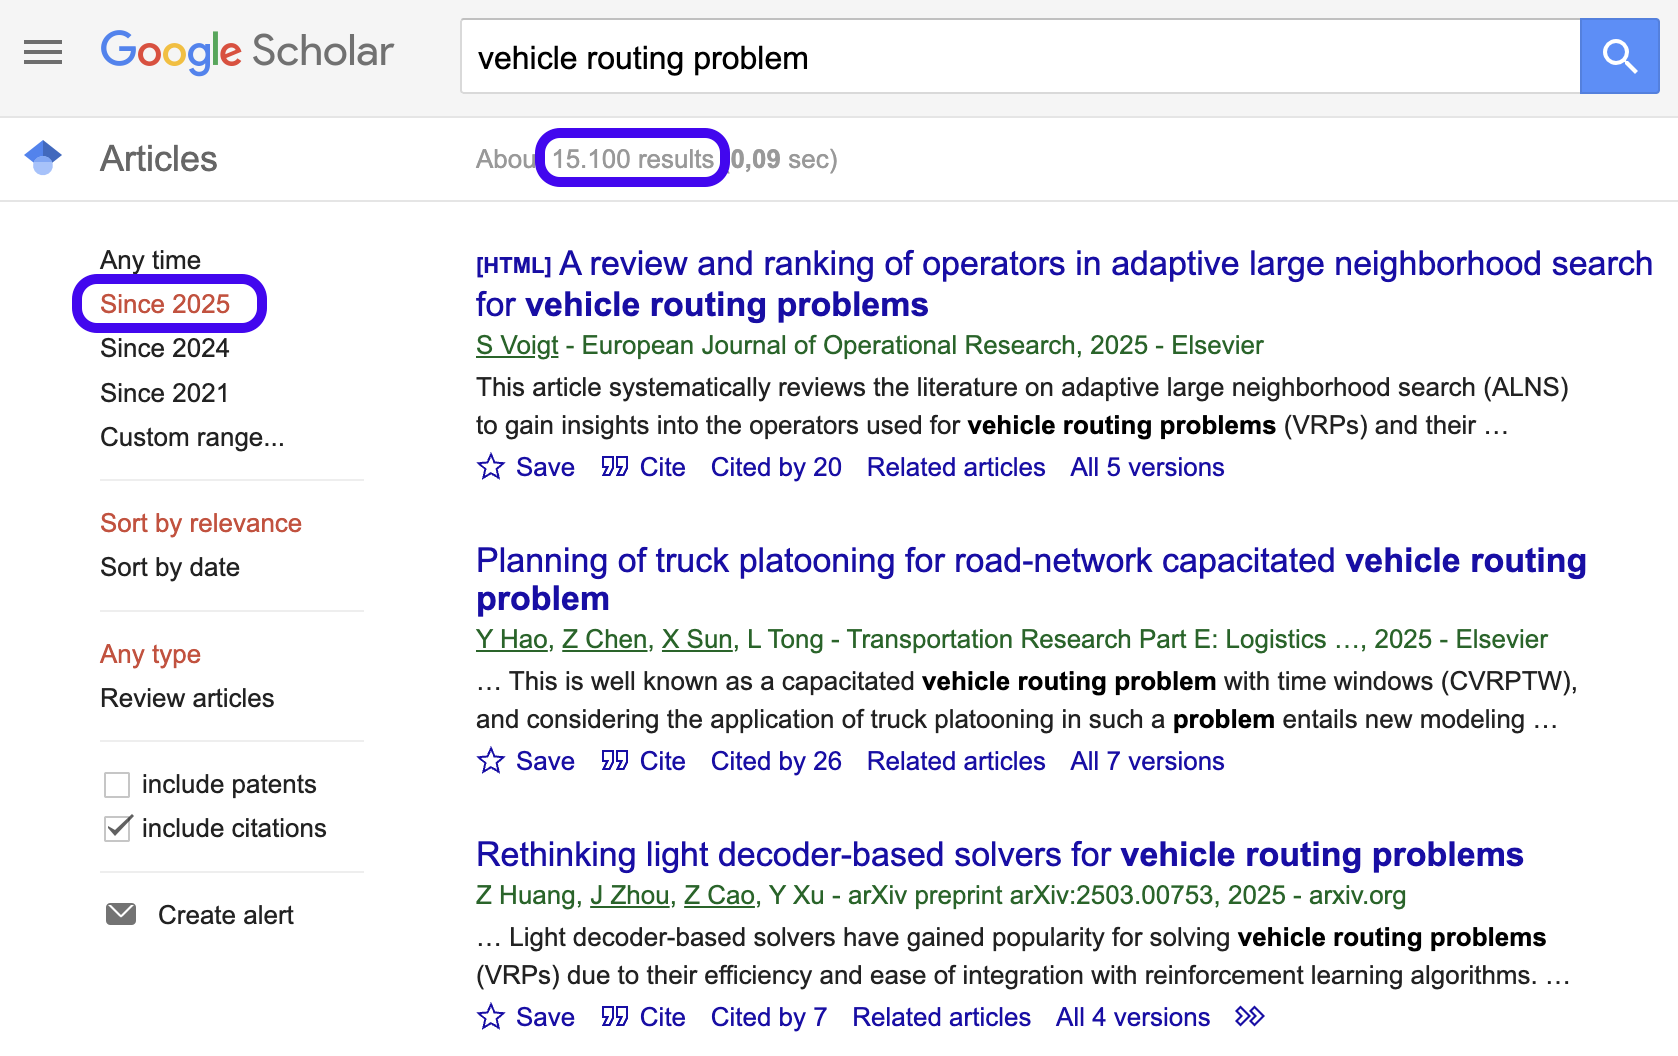 Google Scholar
vehicle routing problem
Articles
Abou 15.100 results 0,09 sec)
Any time
Since 2025
Since 2024
Since 2021
Custom range...
Sort by relevance
Sort by date
Any type
Review articles
include patents
include citations
Create alert
[HTML] A review and ranking of operators in adaptive large neighborhood search
for vehicle routing problems
S Voigt - European Journal of Operational Research, 2025 - Elsevier
This article systematically reviews the literature on adaptive large neighborhood search (ALNS)
to gain insights into the operators used for vehicle routing problems (VRPs) and their …
Save Cite Cited by 20 Related articles All 5 versions
Planning of truck platooning for road-network capacitated vehicle routing
problem
Y Hao, Z Chen, X Sun, L Tong - Transportation Research Part E: Logistics …, 2025 - Elsevier
… This is well known as a capacitated vehicle routing problem with time windows (CVRPTW),
and considering the application of truck platooning in such a problem entails new modeling …
Save Cite Cited by 26 Related articles All 7 versions
Rethinking light decoder-based solvers for vehicle routing problems
Z Huang, J Zhou, Z Cao, Y Xu - arXiv preprint arXiv:2503.00753, 2025 - arxiv.org
… Light decoder-based solvers have gained popularity for solving vehicle routing problems
(VRPs) due to their efficiency and ease of integration with reinforcement learning algorithms. …
Save Cite Cited by 7 Related articles All 4 versions